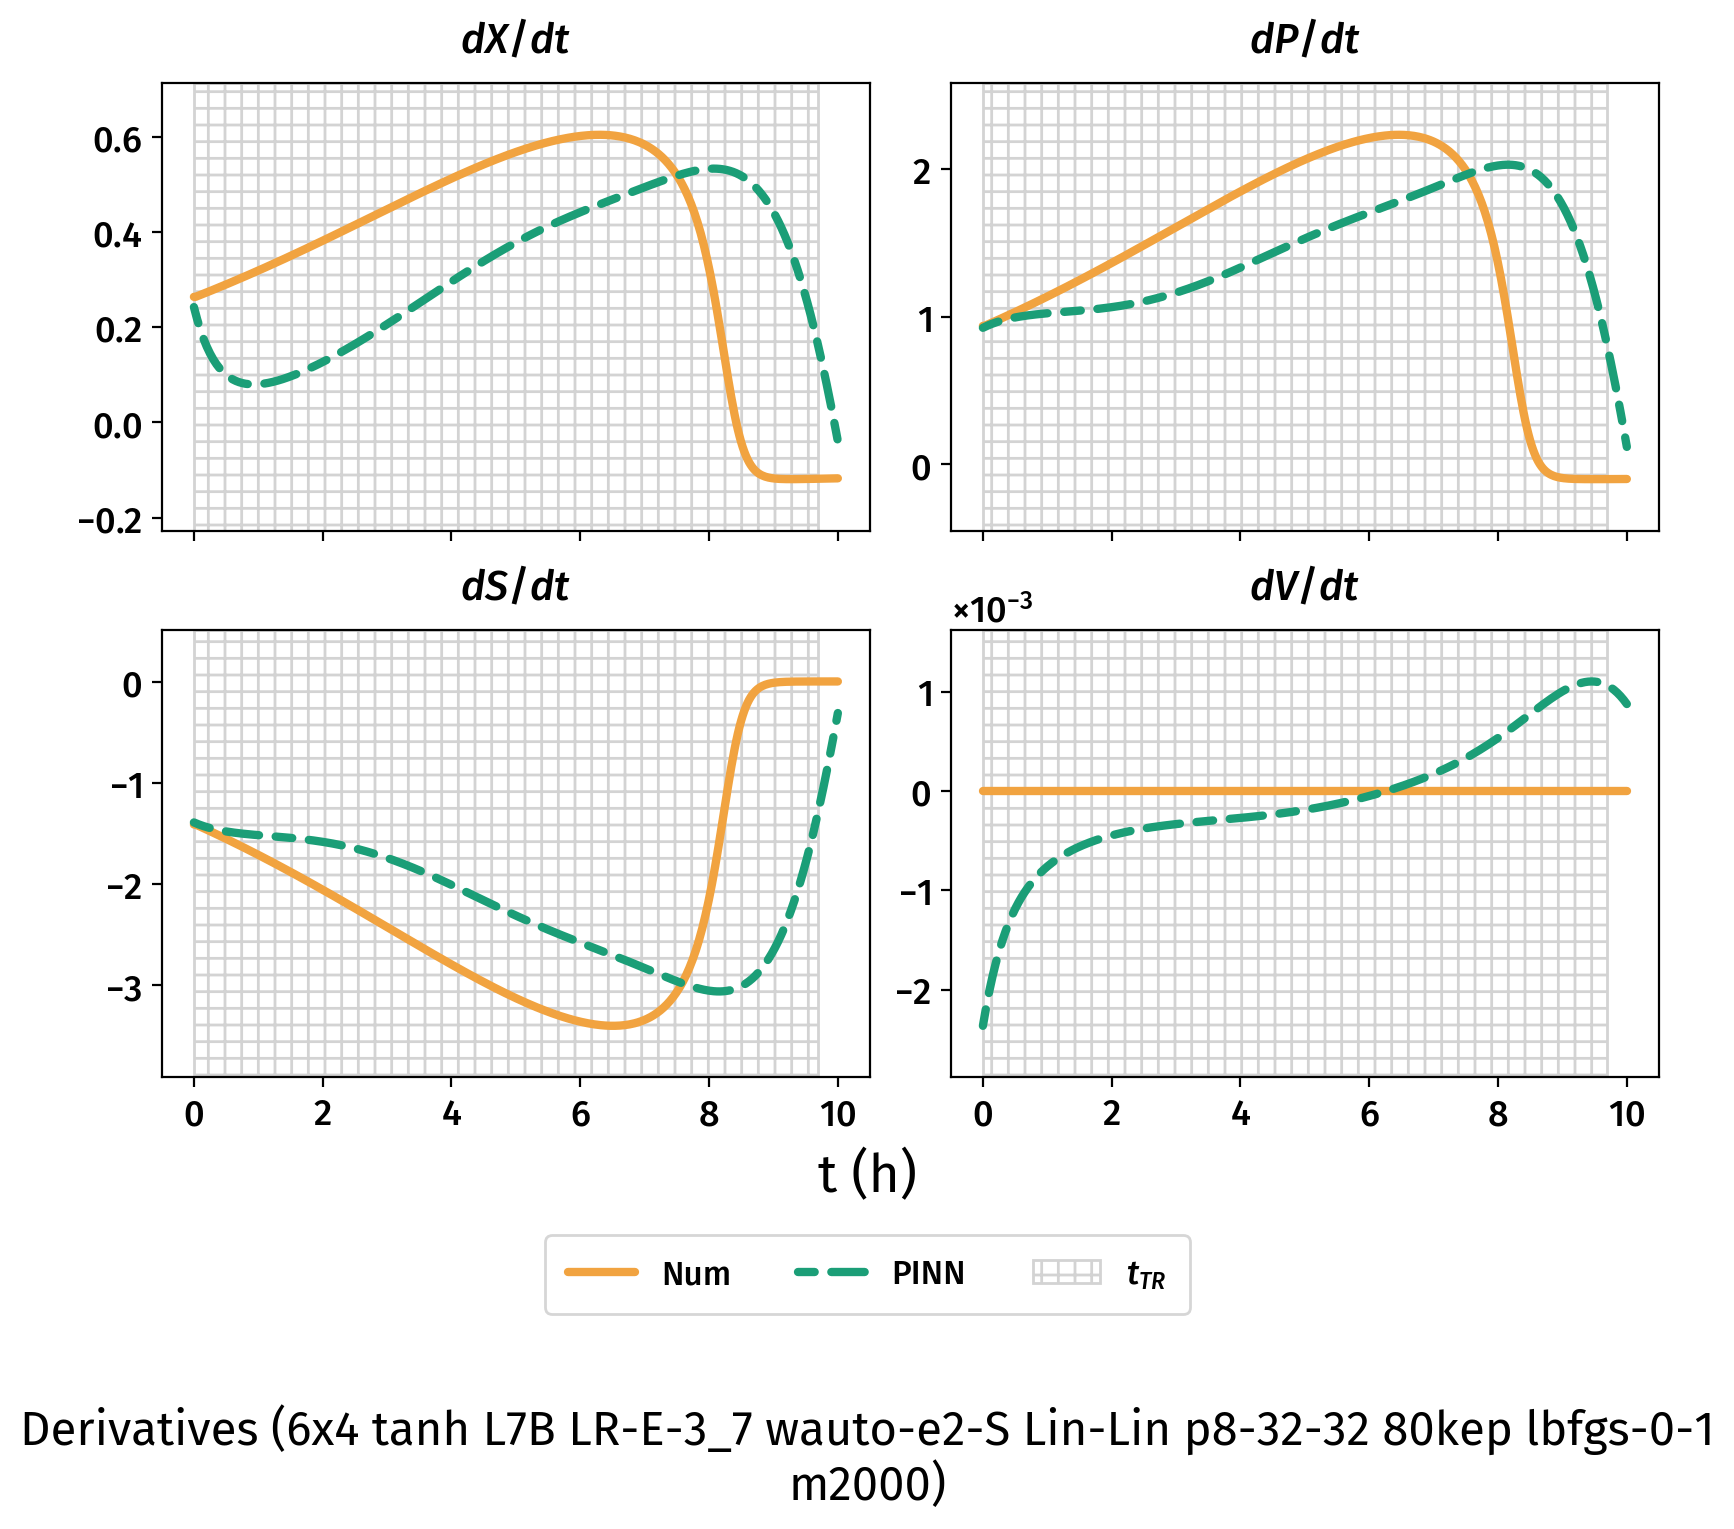 dX/dt
dP/dt
0.6
0.4
0.2
0.0
−0.2
2
1
0
dS/dt
dV/dt
×10⁻³
0
−1
−2
−3
1
0
−1
−2
0 2 4 6 8 10
0 2 4 6 8 10
t (h)
Num PINN t_TR
Derivatives (6x4 tanh L7B LR-E-3_7 wauto-e2-S Lin-Lin p8-32-32 80kep lbfgs-0-1
m2000)